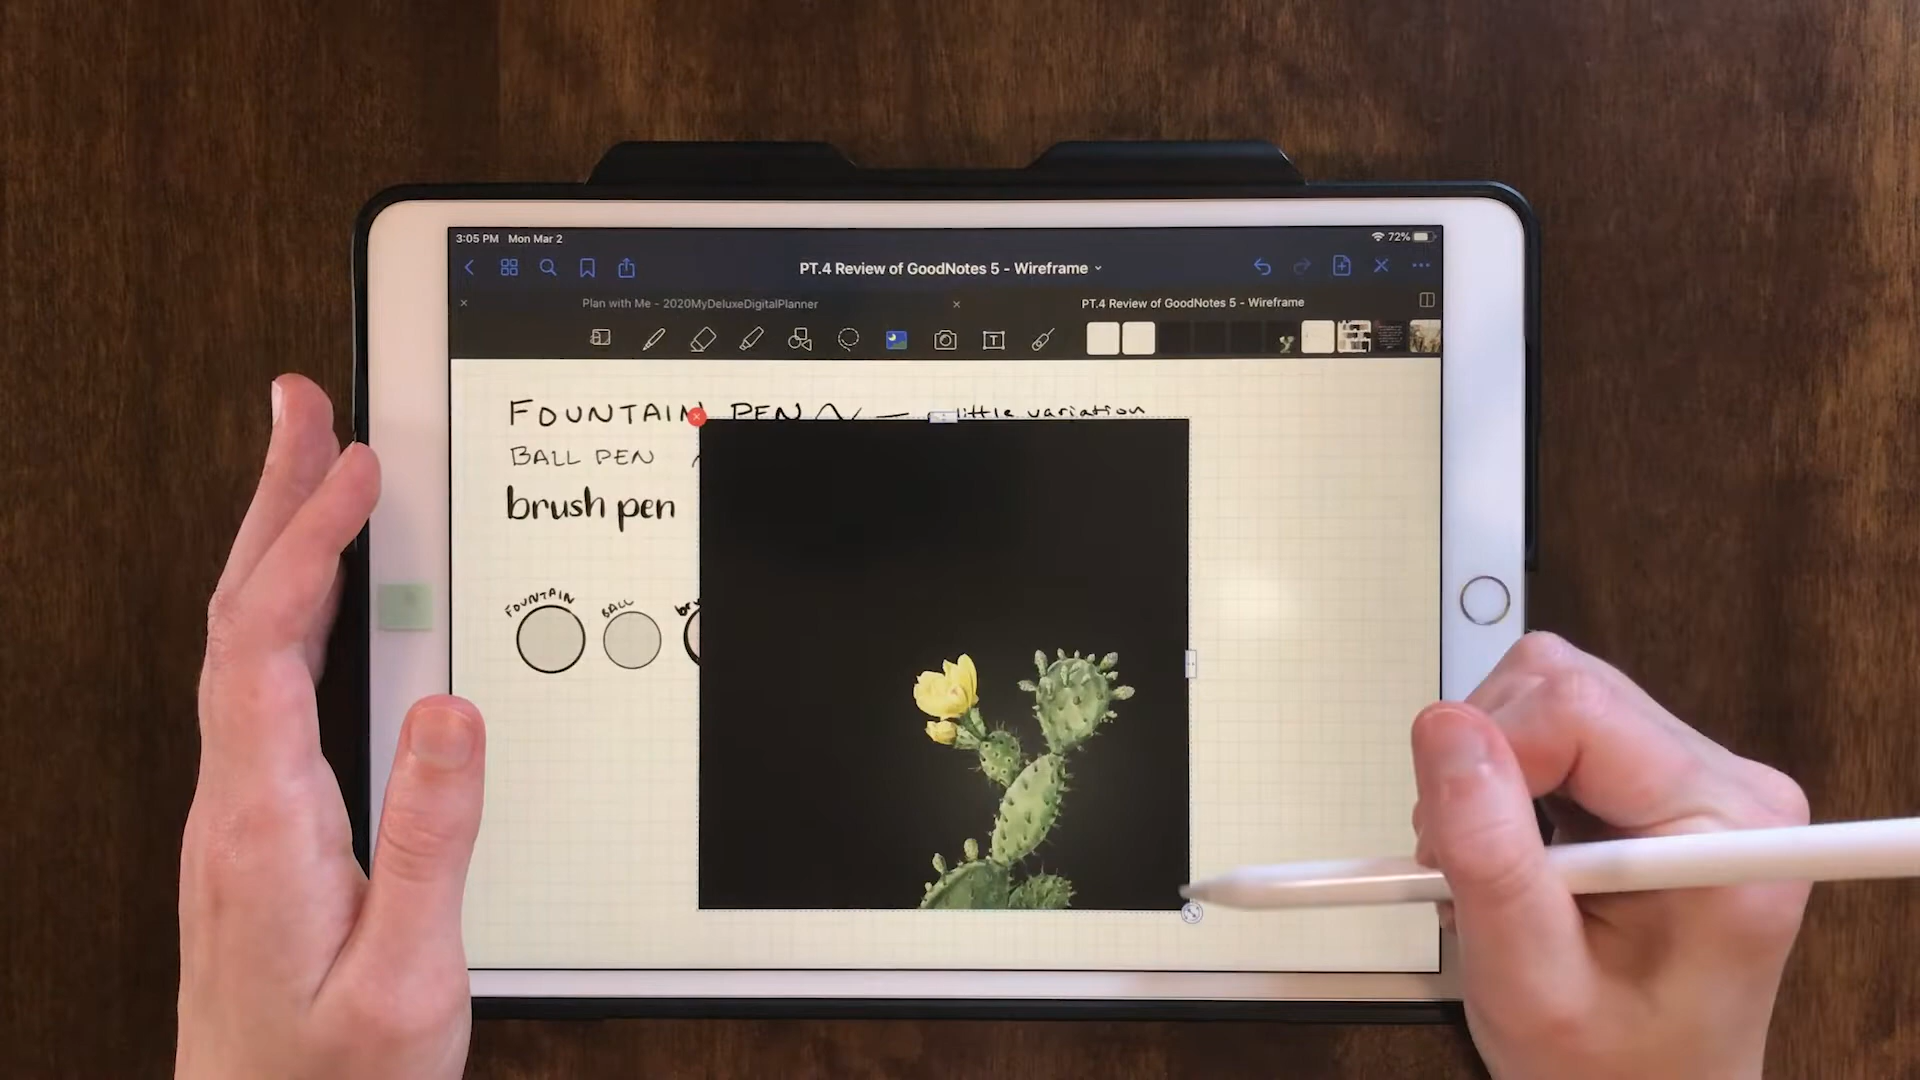 3:05 PM Mon Mar 2
72%
PT.4 Review of GoodNotes 5 - Wireframe
Plan with Me - 2020MyDeluxeDigitalPlanner
PT.4 Review of GoodNotes 5 - Wireframe
T
FOUNTAIN PEN little variation
BALL PEN
brush pen
FOUNTAIN BALL